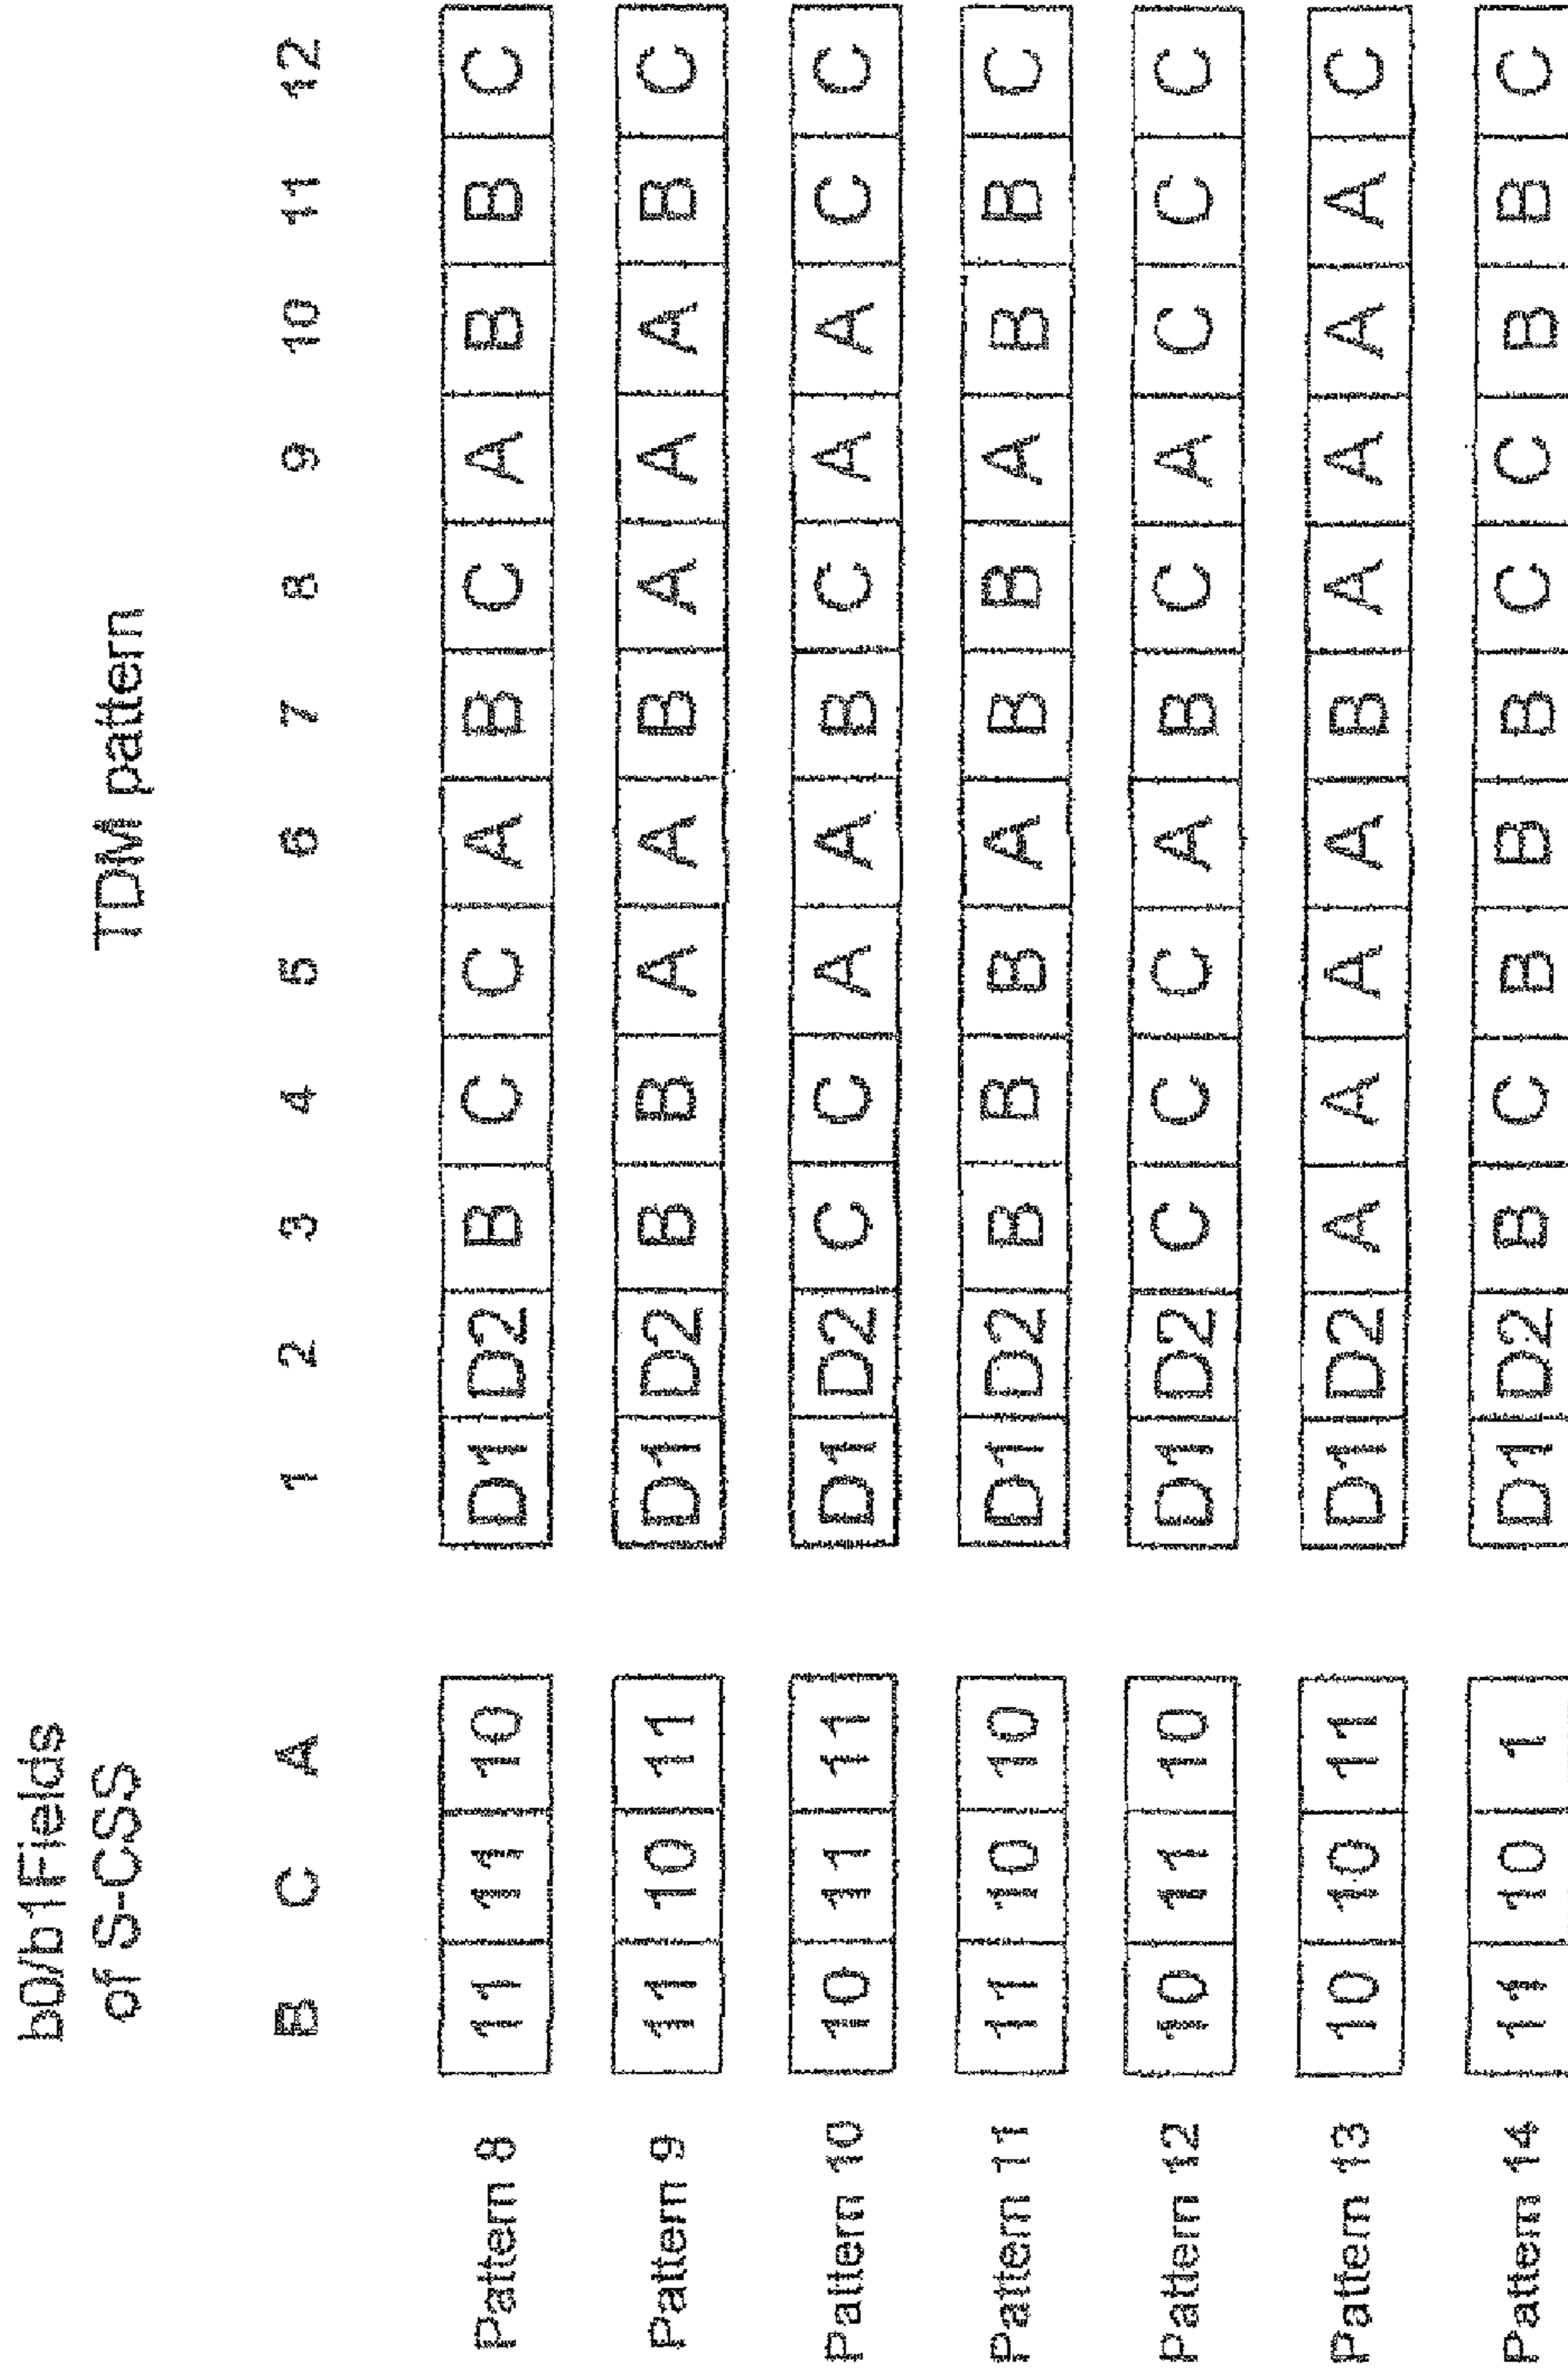 b0/b1Fields
of S-CSS
TDM pattern
B C A 1 2 3 4 5 6 7 8 9 10 11 12
Pattern 8 11 11 10 D1 D2 B C C A B C A B B C
Pattern 9 11 10 11 D1 D2 B B A A B A A A B C
Pattern 10 10 11 11 D1 D2 C C A A B C A A C C
Pattern 11 11 10 10 D1 D2 B B B A B B A B B C
Pattern 12 10 11 10 D1 D2 C C C A B C A C C C
Pattern 13 10 10 11 D1 D2 A A A A B A A A A C
Pattern 14 11 10 1 D1 D2 B C B B B C C B B C